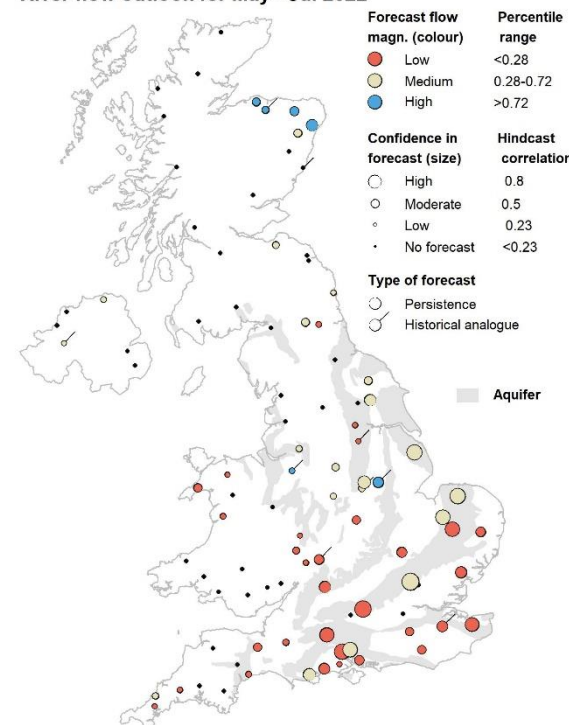 Forecast flow Percentile
magn. (colour) range
Low <0.28
Medium 0.28-0.72
High >0.72
Confidence in Hindcast
forecast (size) correlation
High 0.8
Moderate 0.5
Low 0.23
No forecast <0.23
Type of forecast
Persistence
Historical analogue
Aquifer